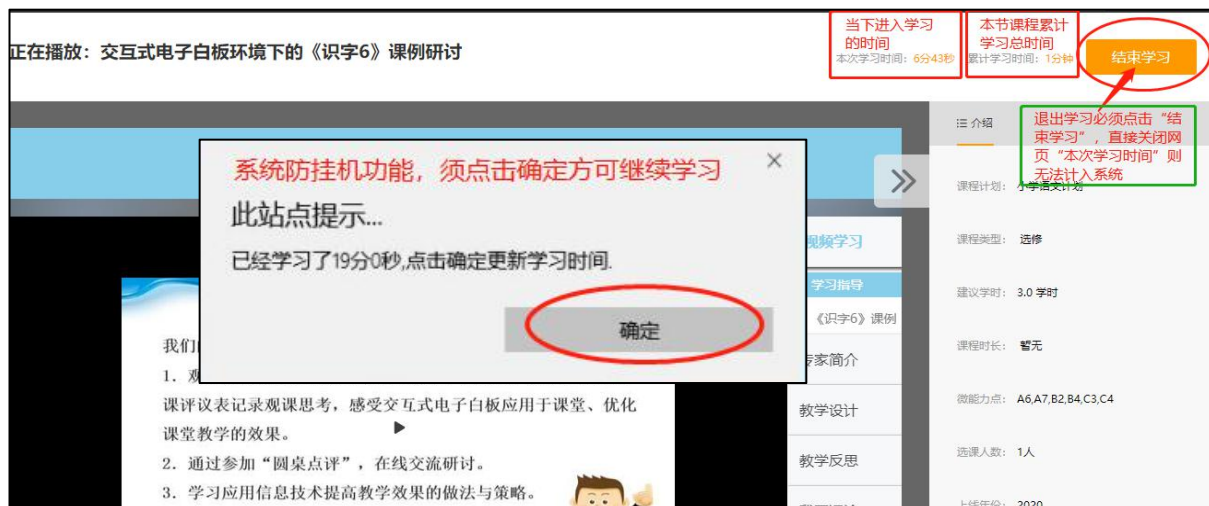 当下进入学习
的时间
本节课程累计
学习总时间
正在播放：交互式电子白板环境下的《识字6》课例研讨
本次学习时间：6分43秒
累计学习时间：1分钟
结束学习
介绍
退出学习必须点击“结
束学习”，直接关闭网
页“本次学习时间”则
无法计入系统
系统防挂机功能，须点击确定方可继续学习
此站点提示...
已经学习了19分0秒,点击确定更新学习时间.
确定
视频学习
学习指导
《识字6》课例
专家简介
教学设计
教学反思
课程计划： 小学语文计划
课程类型： 选修
建议学时： 3.0 学时
课程时长： 暂无
微能力点： A6,A7,B2,B4,C3,C4
选课人数： 1人
上线年份： 2020
我们
1. 观
课评议表记录观课思考，感受交互式电子白板应用于课堂、优化
课堂教学的效果。
2. 通过参加“圆桌点评”，在线交流研讨。
3. 学习应用信息技术提高教学效果的做法与策略。